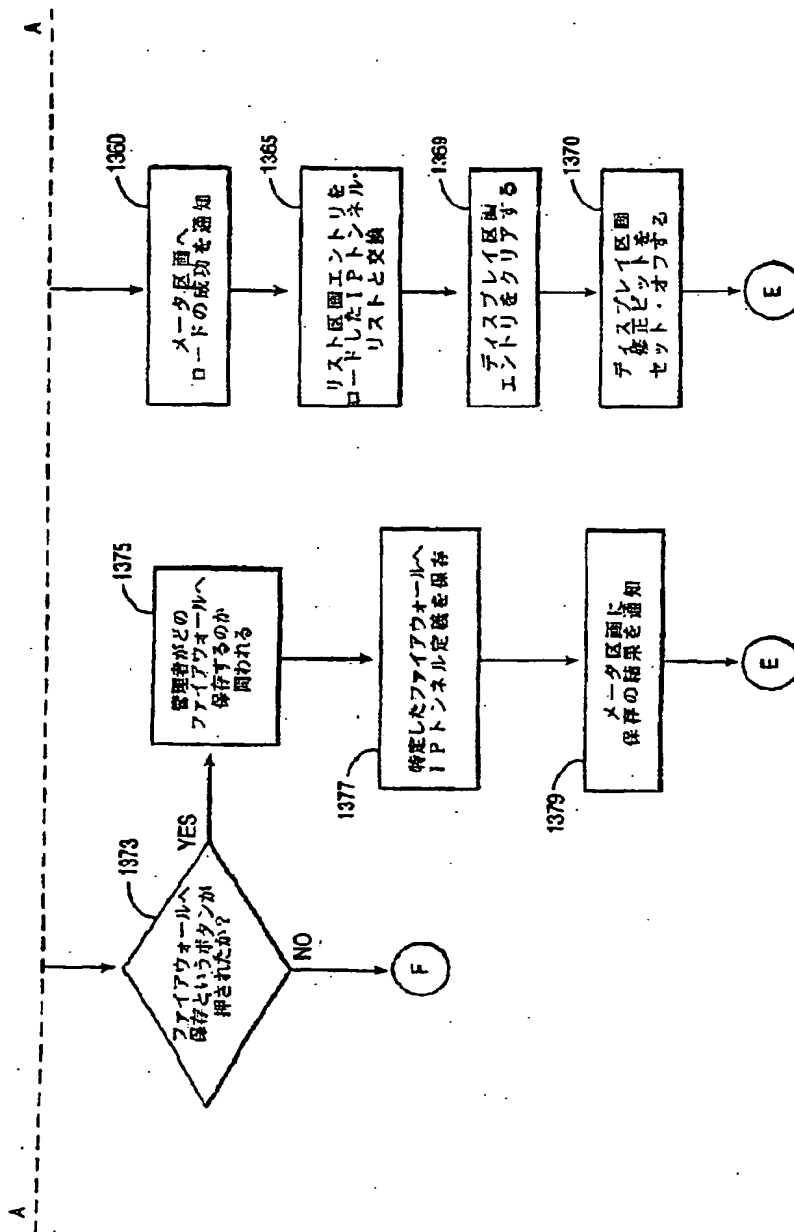 A
A
1373
ファイアウォールへ
保存というボタンが
押されたか?
YES
NO
F
1375
管理者がどの
ファイアウォールへ
保存するのか
問われる
1377
特定したファイアウォールへ
IPトンネル定義を保存
1379
メータ区画に
保存の結果を通知
E
1360
メータ区画へ
ロードの成功を通知
1365
リスト区画エントリを
ロードしたIPトンネル・
リストと交換
1369
ディスプレイ区画
エントリをクリアする
1370
ディスプレイ区画
修正ビットを
セット・オフする
E